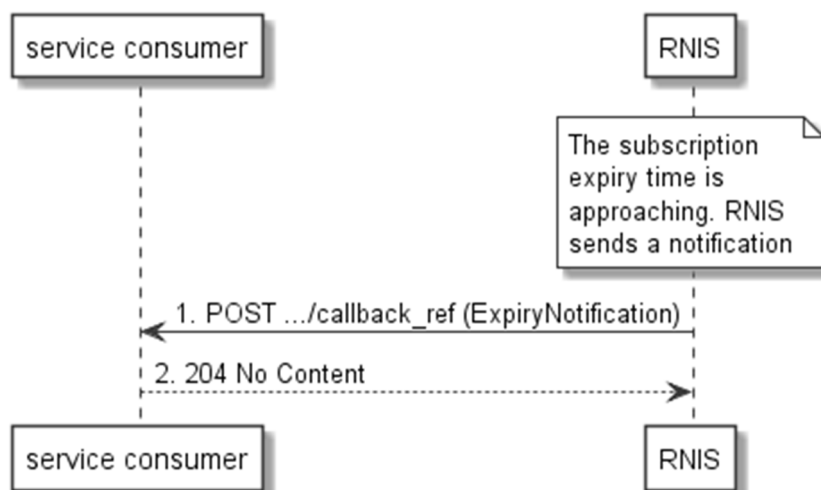 service consumer
RNIS
The subscription
expiry time is
approaching. RNIS
sends a notification
1. POST .../callback_ref (ExpiryNotification)
2. 204 No Content
service consumer
RNIS